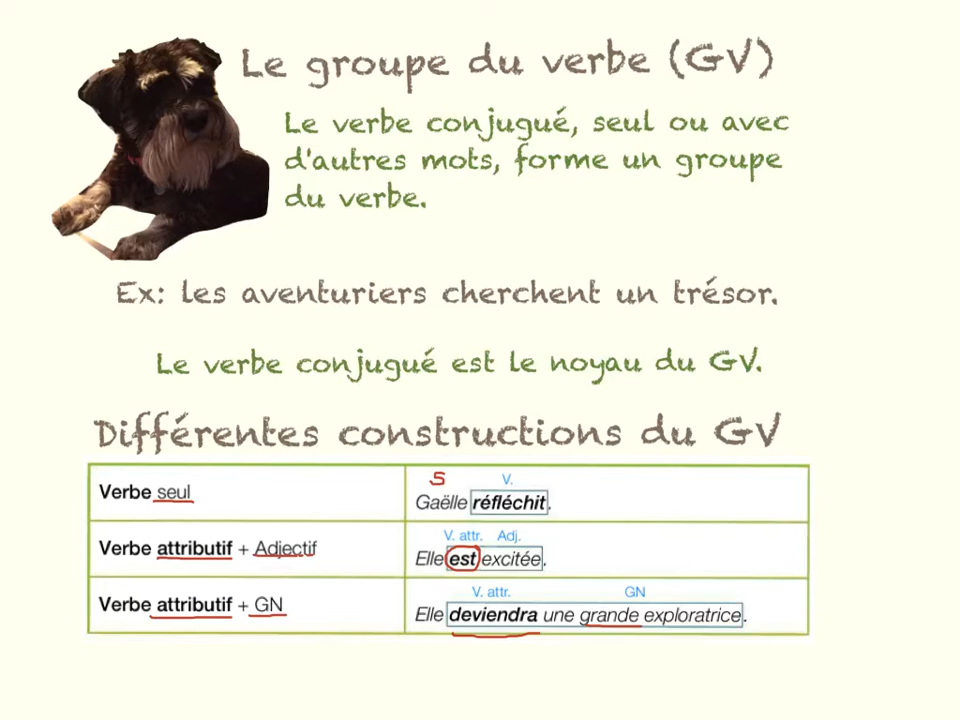 Le groupe du verbe (GV)
Le verbe conjugué, seul ou avec
d'autres mots, forme un groupe
du verbe.
Ex: les aventuriers cherchent un trésor.
Le verbe conjugué est le noyau du GV.
Différentes constructions du GV
S V.
Verbe seul Gaëlle réfléchit.
V. attr. Adj.
Verbe attributif + Adjectif Elle est excitée.
V. attr. GN
Verbe attributif + GN Elle deviendra une grande exploratrice.